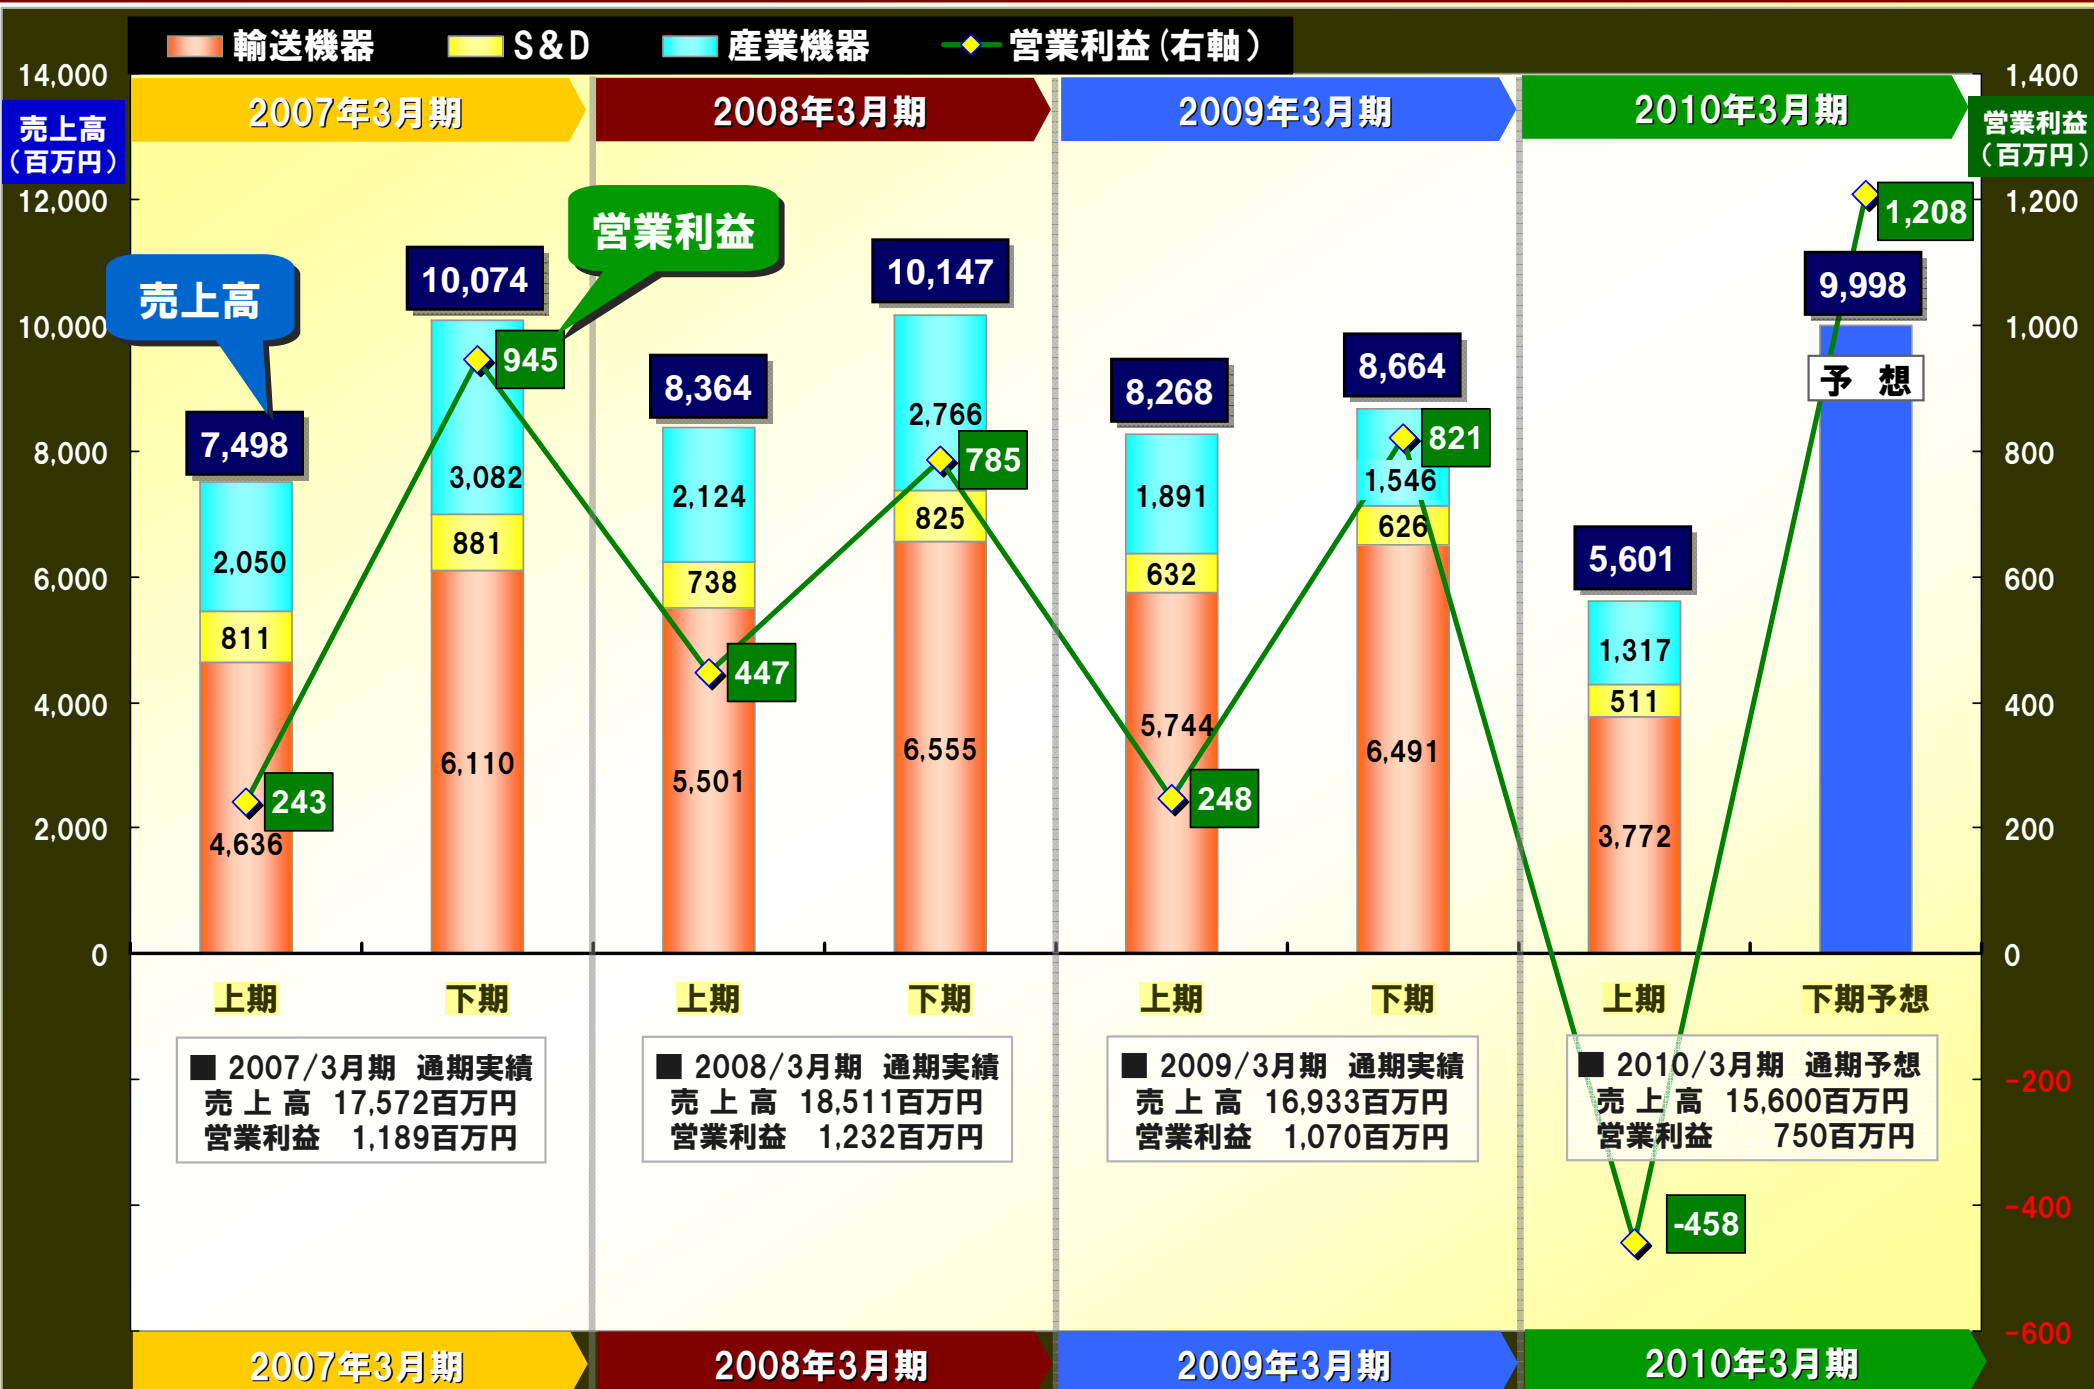 輸送機器 S&D 産業機器 営業利益(右軸)
14,000 1,400
2007年3月期 2008年3月期 2009年3月期 2010年3月期
売上高
(百万円)
営業利益
(百万円)
12,000 1,200
1,208
営業利益
売上高
10,074 10,147 9,998
10,000 1,000
945
予 想
7,498 8,364 8,268 8,664
8,000 800
821
785
2,050 3,082 2,124 2,766 1,891 1,546
811 881 738 825 632 626
6,000 600
5,601
1,317
511
4,000 400
447
4,636 6,110 5,501 6,555 5,744 6,491 3,772
243 248
2,000 200
0 0
上期 下期 上期 下期 上期 下期 上期 下期予想
■ 2007/3月期 通期実績
売 上 高 17,572百万円
営業利益 1,189百万円
■ 2008/3月期 通期実績
売 上 高 18,511百万円
営業利益 1,232百万円
■ 2009/3月期 通期実績
売 上 高 16,933百万円
営業利益 1,070百万円
■ 2010/3月期 通期予想
売 上 高 15,600百万円
営業利益 750百万円
-200
-400
-458
-600
2007年3月期 2008年3月期 2009年3月期 2010年3月期